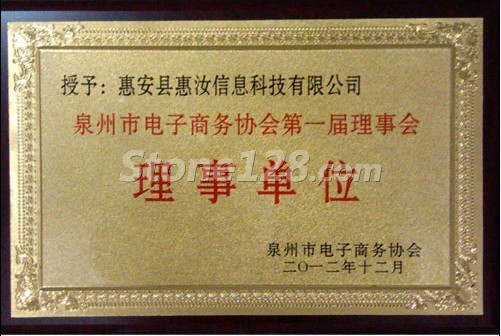 授予：惠安县惠汝信息科技有限公司
泉州市电子商务协会第一届理事会
Stone128.com
理事单位
泉州市电子商务协会
二〇一二年十二月